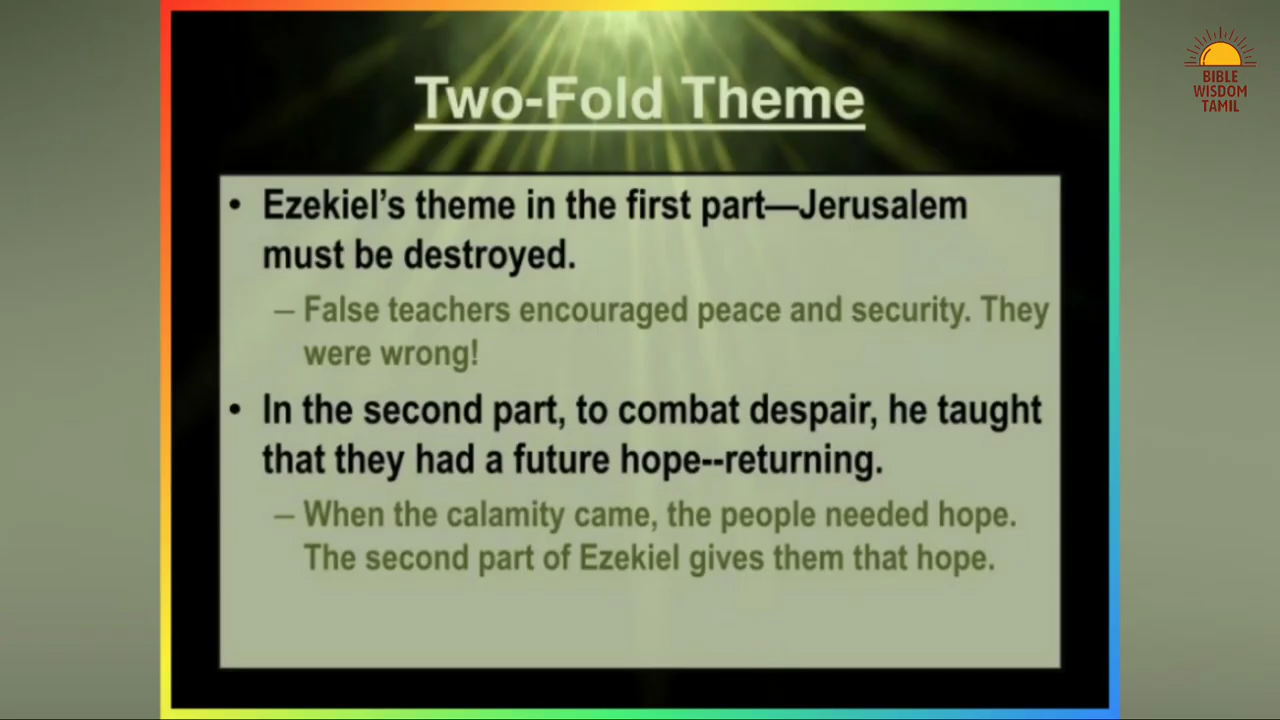 Two-Fold Theme
• Ezekiel's theme in the first part—Jerusalem
must be destroyed.
– False teachers encouraged peace and security. They
were wrong!
• In the second part, to combat despair, he taught
that they had a future hope--returning.
– When the calamity came, the people needed hope.
The second part of Ezekiel gives them that hope.
BIBLE
WISDOM
TAMIL